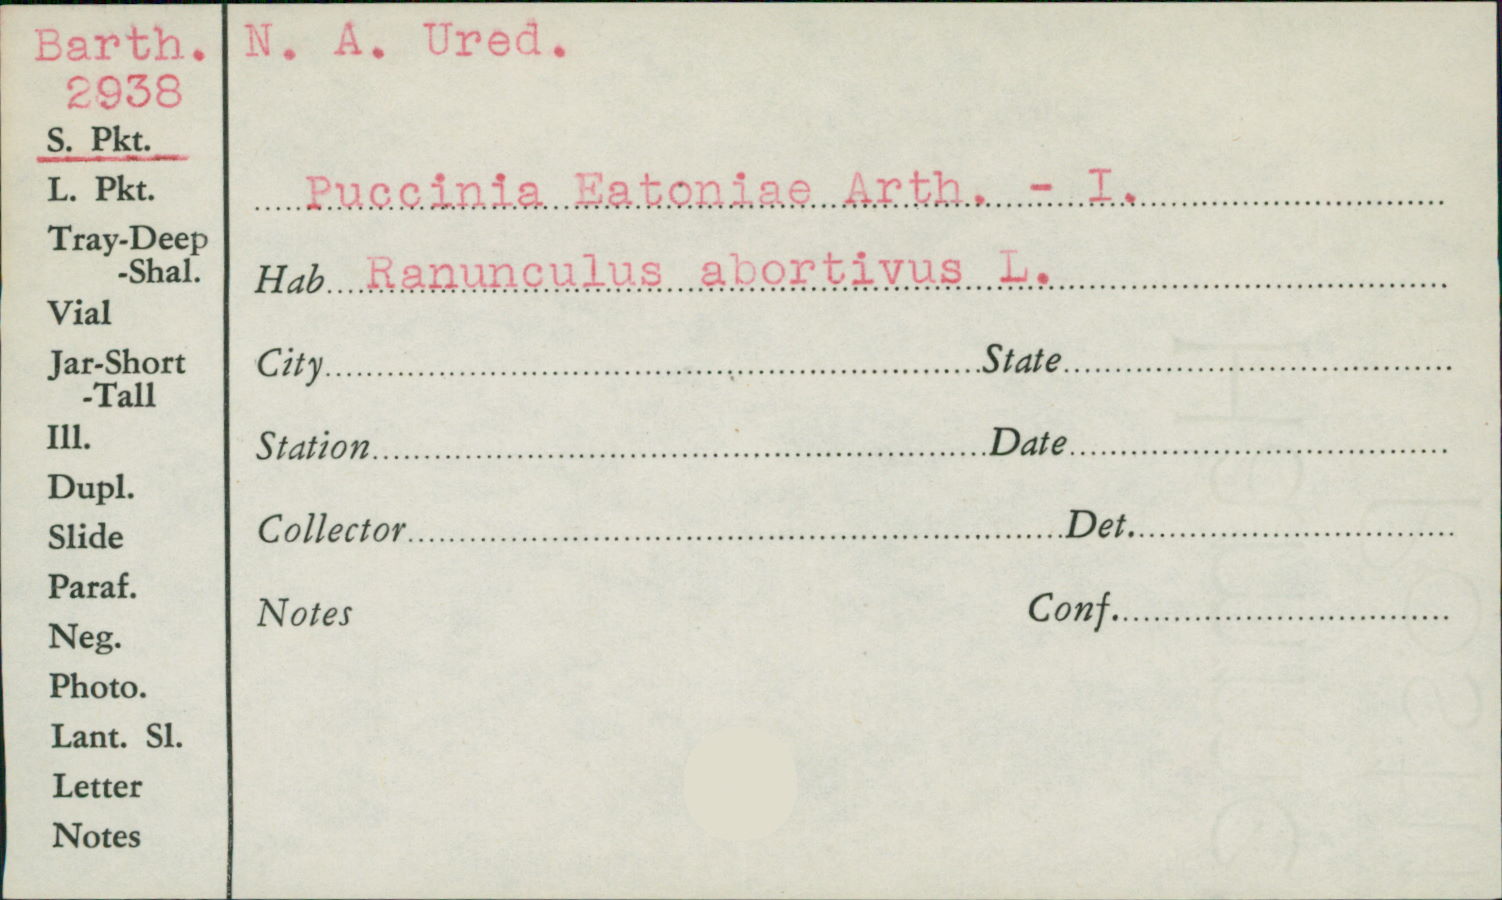 Barth.
2938
S. Pkt.
L. Pkt.
Tray-Deep
-Shal.
Vial
Jar-Short
-Tall
Ill.
Dupl.
Slide
Paraf.
Neg.
Photo.
Lant. Sl.
Letter
Notes
N. A. Ured.
Puccinia Eatoniae Arth. - I.
Hab. Ranunculus abortivus L.
City State
Station Date
Collector Det.
Notes Conf.